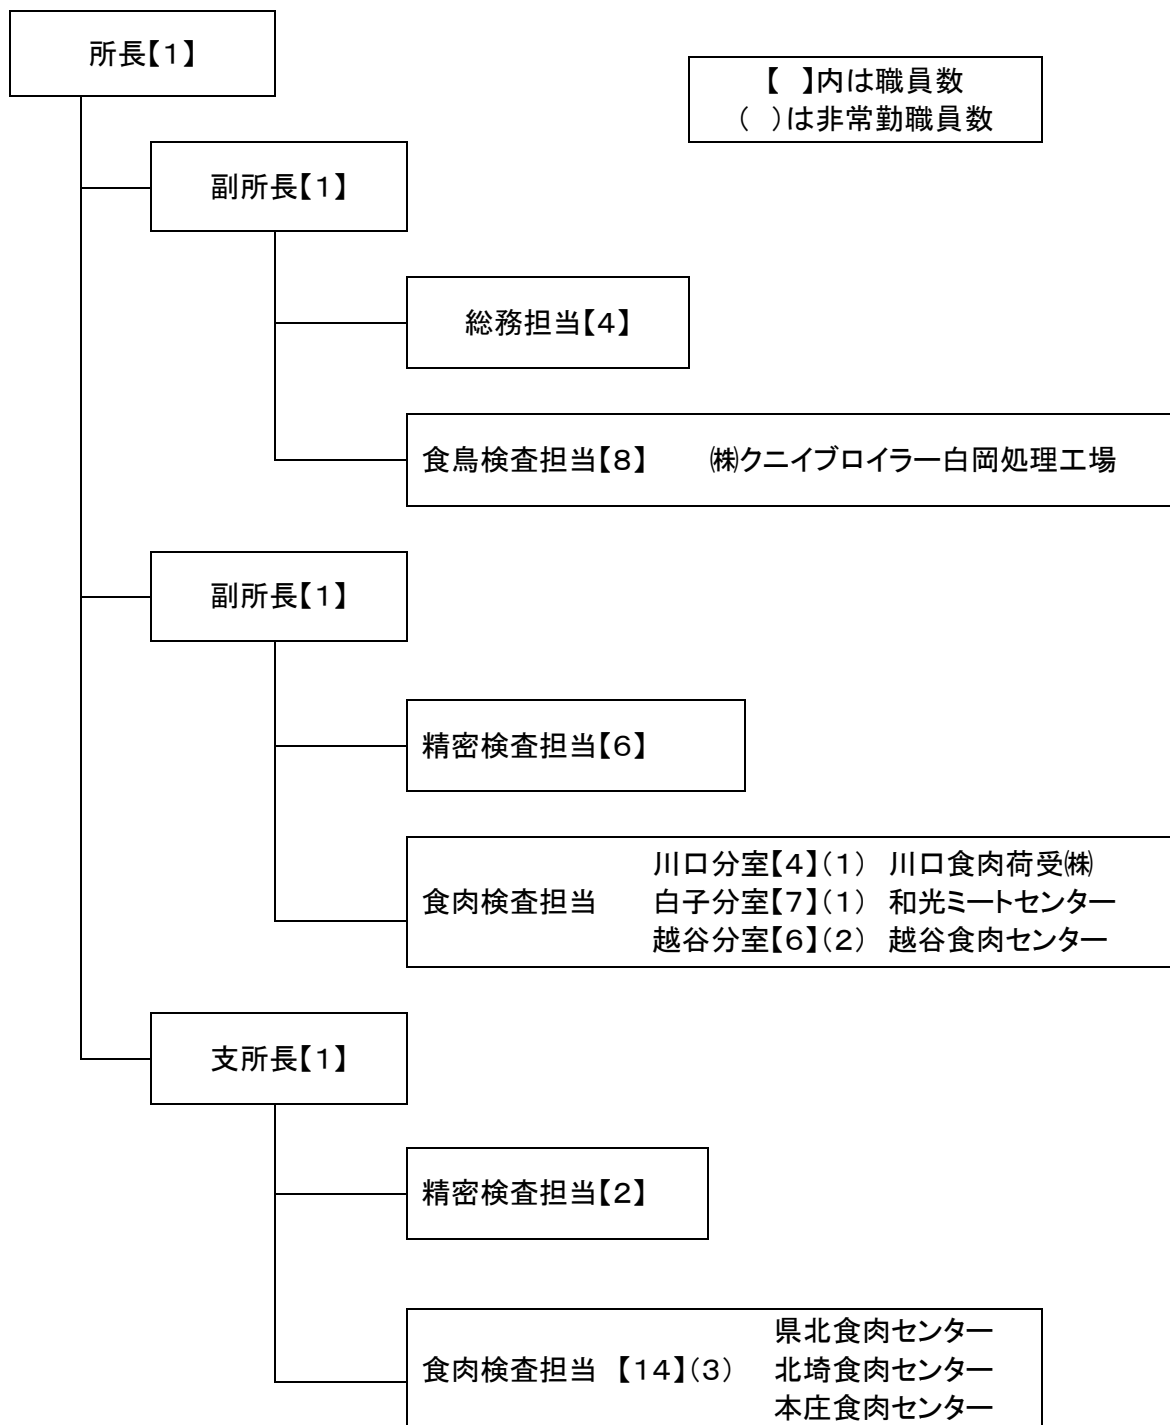 所長【1】
【　】内は職員数
（　）は非常勤職員数
副所長【1】
総務担当【4】
食鳥検査担当【8】　㈱クニイブロイラー白岡処理工場
副所長【1】
精密検査担当【6】
川口分室【4】（1）　川口食肉荷受㈱
食肉検査担当　白子分室【7】（1）　和光ミートセンター
越谷分室【6】（2）　越谷食肉センター
支所長【1】
精密検査担当【2】
県北食肉センター
食肉検査担当　【14】（3）　北埼食肉センター
本庄食肉センター